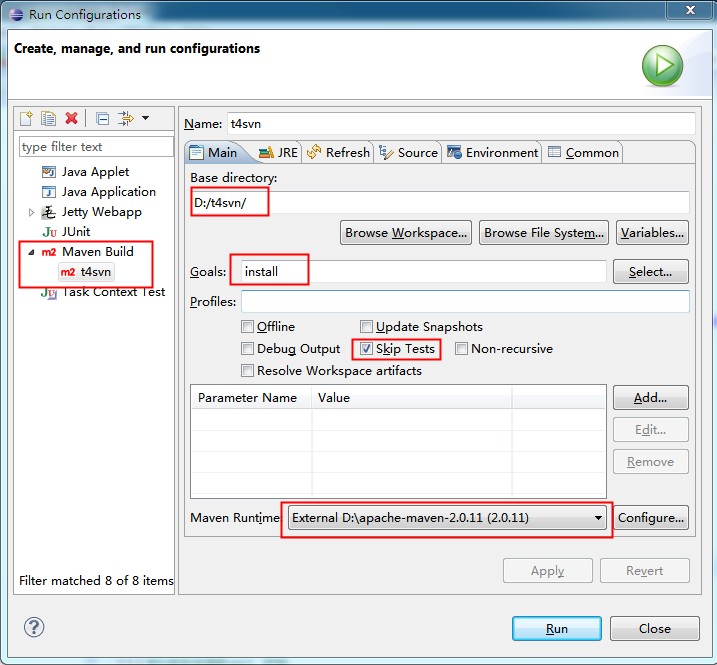 Run Configurations
Create, manage, and run configurations
type filter text
Java Applet
Java Application
Jetty Webapp
Ju JUnit
m2 Maven Build
m2 t4svn
Ju Task Context Test
Filter matched 8 of 8 items
Name: t4svn
Main JRE Refresh Source Environment Common
Base directory:
D:/t4svn/
Browse Workspace... Browse File System... Variables...
Goals: install Select...
Profiles:
Offline Update Snapshots
Debug Output Skip Tests Non-recursive
Resolve Workspace artifacts
Parameter Name Value Add...
Edit...
Remove
Maven Runtime: External D:\apache-maven-2.0.11 (2.0.11) Configure...
Apply Revert
? Run Close